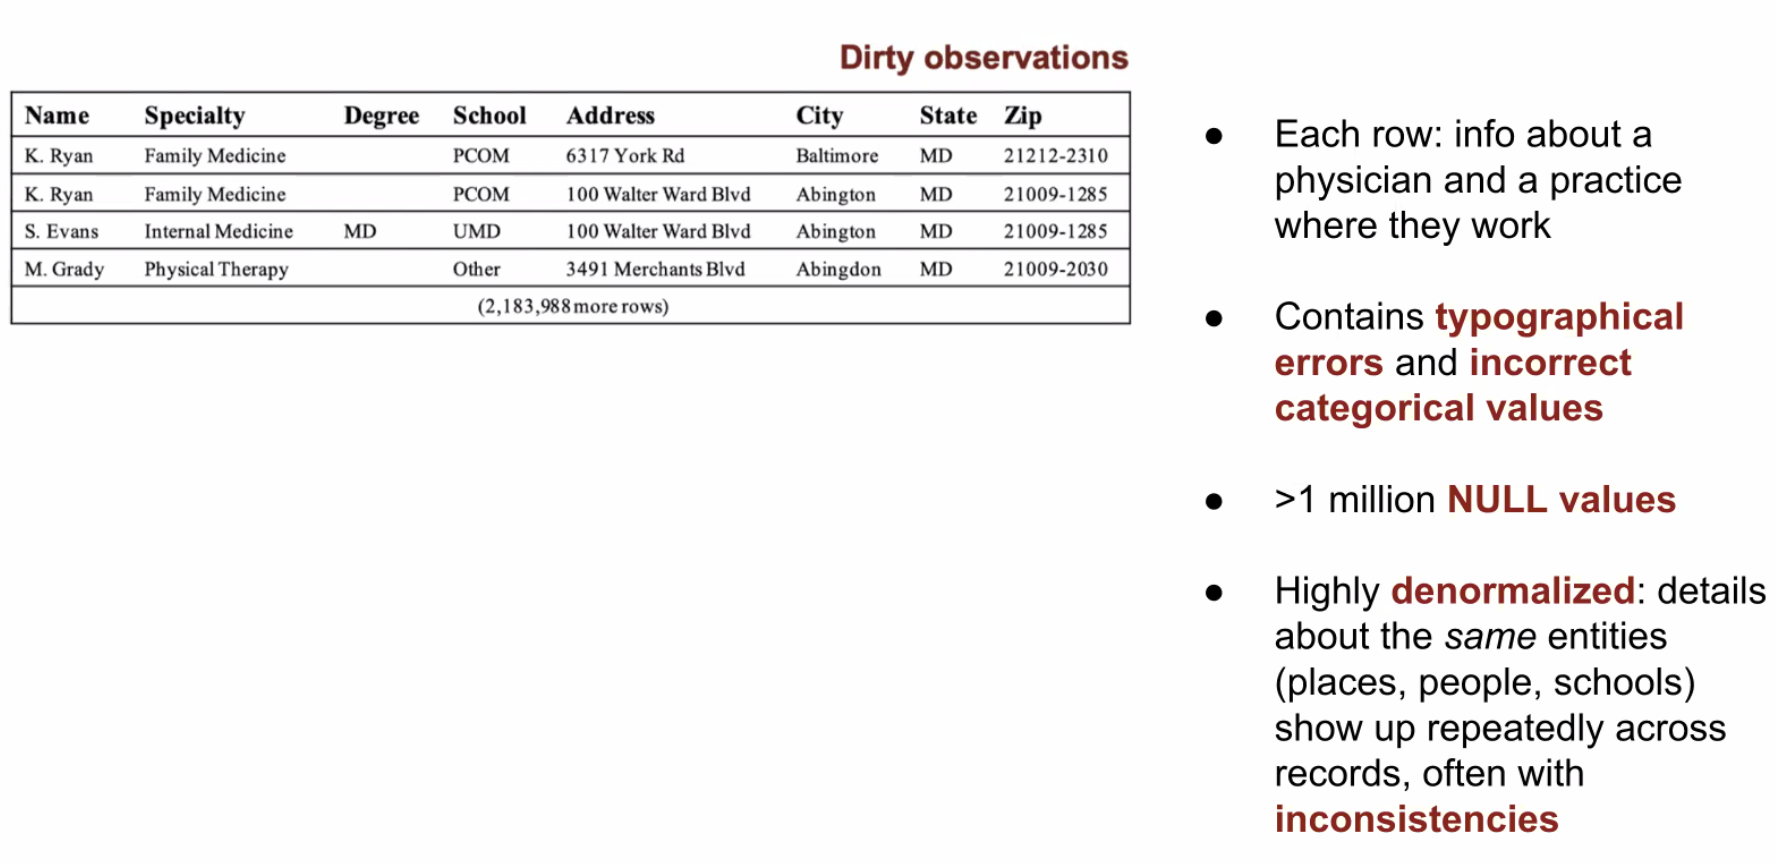 Dirty observations
Name Specialty Degree School Address City State Zip
K. Ryan Family Medicine PCOM 6317 York Rd Baltimore MD 21212-2310
K. Ryan Family Medicine PCOM 100 Walter Ward Blvd Abington MD 21009-1285
S. Evans Internal Medicine MD UMD 100 Walter Ward Blvd Abington MD 21009-1285
M. Grady Physical Therapy Other 3491 Merchants Blvd Abingdon MD 21009-2030
(2,183,988 more rows)
● Each row: info about a
physician and a practice
where they work
● Contains typographical
errors and incorrect
categorical values
● >1 million NULL values
● Highly denormalized: details
about the same entities
(places, people, schools)
show up repeatedly across
records, often with
inconsistencies